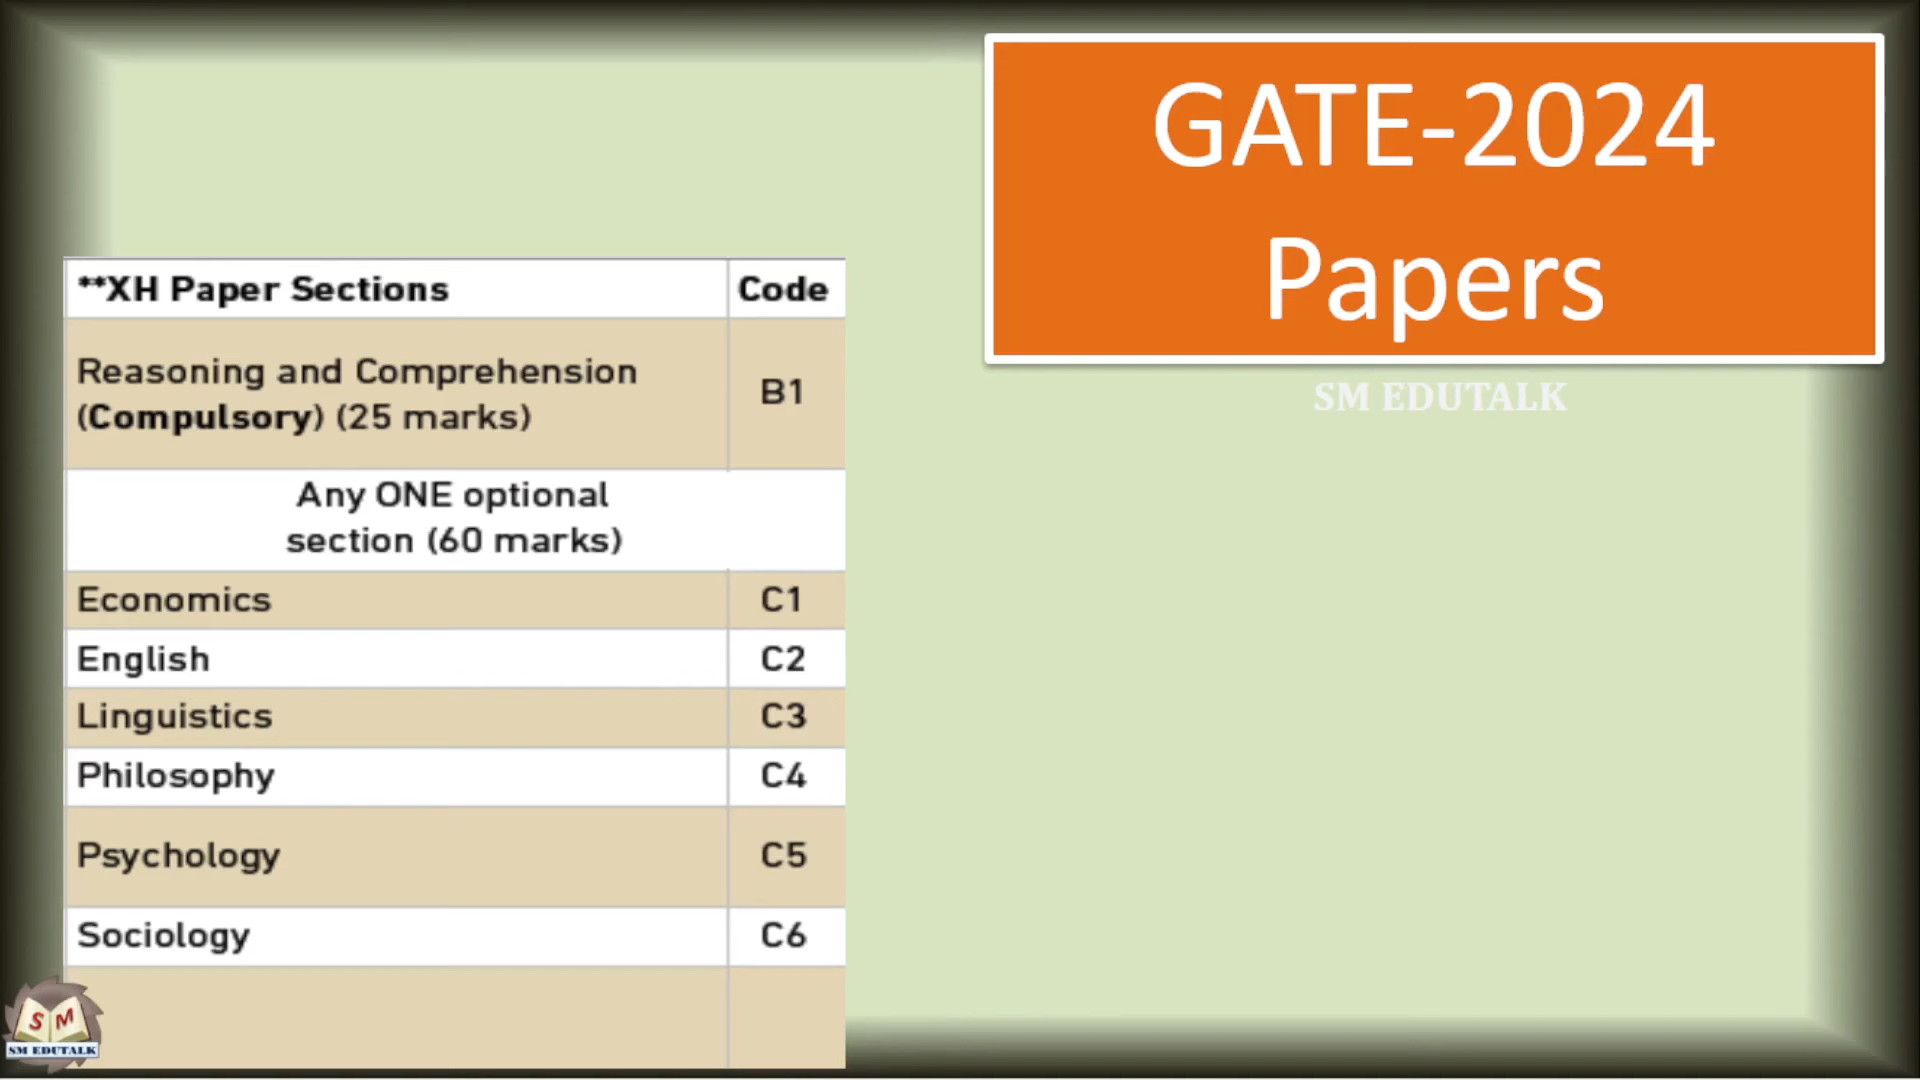 GATE-2024
Papers
SM EDUTALK
**XH Paper Sections Code
Reasoning and Comprehension
(Compulsory) (25 marks) B1
Any ONE optional
section (60 marks)
Economics C1
English C2
Linguistics C3
Philosophy C4
Psychology C5
Sociology C6
S M
SM EDUTALK